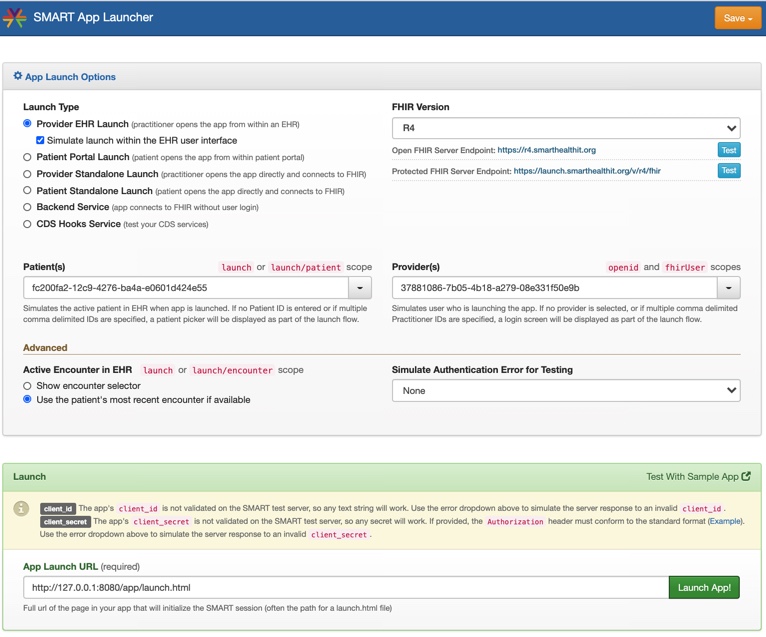 SMART App Launcher
Save
App Launch Options
Launch Type
Provider EHR Launch (practitioner opens the app from within an EHR)
Simulate launch within the EHR user interface
Patient Portal Launch (patient opens the app from within patient portal)
Provider Standalone Launch (practitioner opens the app directly and connects to FHIR)
Patient Standalone Launch (patient opens the app directly and connects to FHIR)
Backend Service (app connects to FHIR without user login)
CDS Hooks Service (test your CDS services)
FHIR Version
R4
Open FHIR Server Endpoint: https://r4.smarthealthit.org Test
Protected FHIR Server Endpoint: https://launch.smarthealthit.org/v/r4/fhir Test
Patient(s) launch or launch/patient scope
fc200fa2-12c9-4276-ba4a-e0601d424e55
Simulates the active patient in EHR when app is launched. If no Patient ID is entered or if multiple
comma delimited IDs are specified, a patient picker will be displayed as part of the launch flow.
Provider(s) openid and fhirUser scopes
37881086-7b05-4b18-a279-08e331f50e9b
Simulates user who is launching the app. If no provider is selected, or if multiple comma delimited
Practitioner IDs are specified, a login screen will be displayed as part of the launch flow.
Advanced
Active Encounter in EHR launch or launch/encounter scope
Show encounter selector
Use the patient's most recent encounter if available
Simulate Authentication Error for Testing
None
Launch
Test With Sample App
client_id The app's client_id is not validated on the SMART test server, so any text string will work. Use the error dropdown above to simulate the server response to an invalid client_id.
client_secret The app's client_secret is not validated on the SMART test server, so any secret will work. If provided, the Authorization header must conform to the standard format (Example).
Use the error dropdown above to simulate the server response to an invalid client_secret.
App Launch URL (required)
http://127.0.0.1:8080/app/launch.html
Launch App!
Full url of the page in your app that will initialize the SMART session (often the path for a launch.html file)